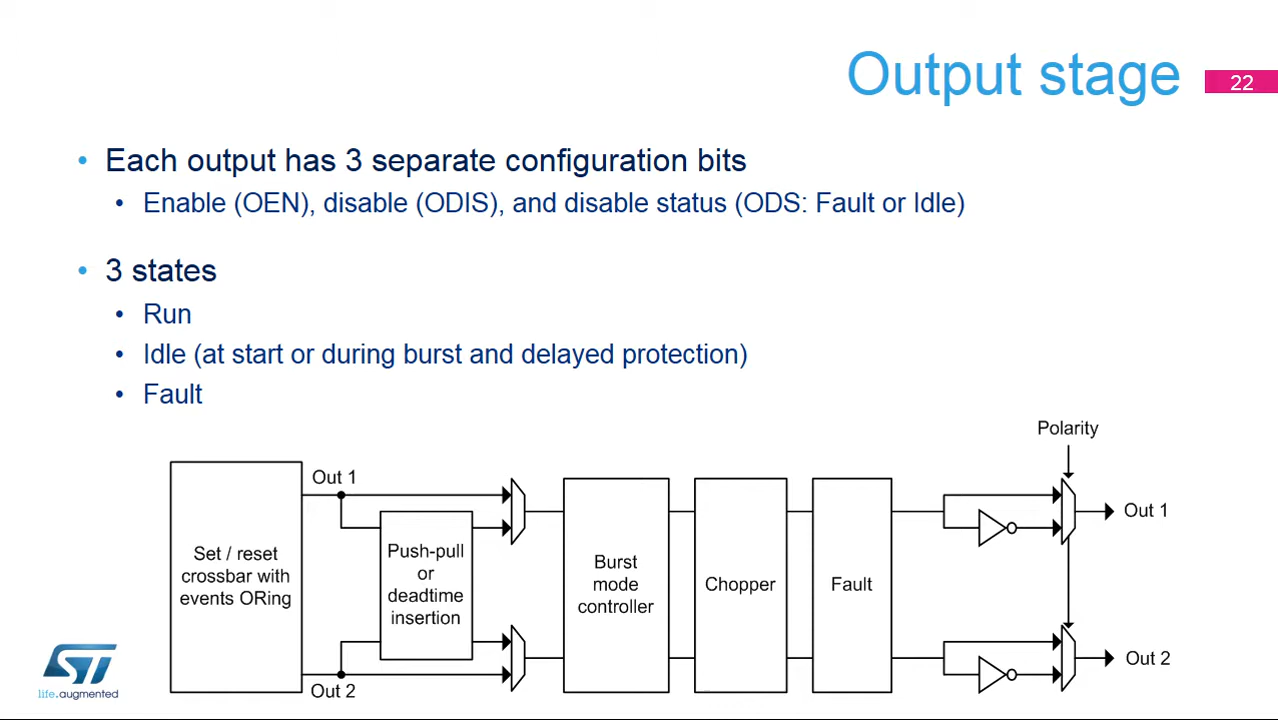 Output stage
22
• Each output has 3 separate configuration bits
• Enable (OEN), disable (ODIS), and disable status (ODS: Fault or Idle)
• 3 states
• Run
• Idle (at start or during burst and delayed protection)
• Fault
Polarity
Out 1
Set / reset
crossbar with
events ORing
Push-pull
or
deadtime
insertion
Out 2
Burst
mode
controller
Chopper
Fault
Out 1
Out 2
ST
life.augmented